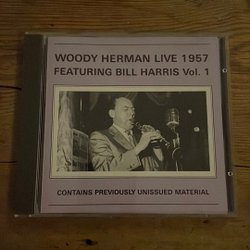 WOODY HERMAN LIVE 1957
FEATURING BILL HARRIS Vol. 1
CONTAINS PREVIOUSLY UNISSUED MATERIAL